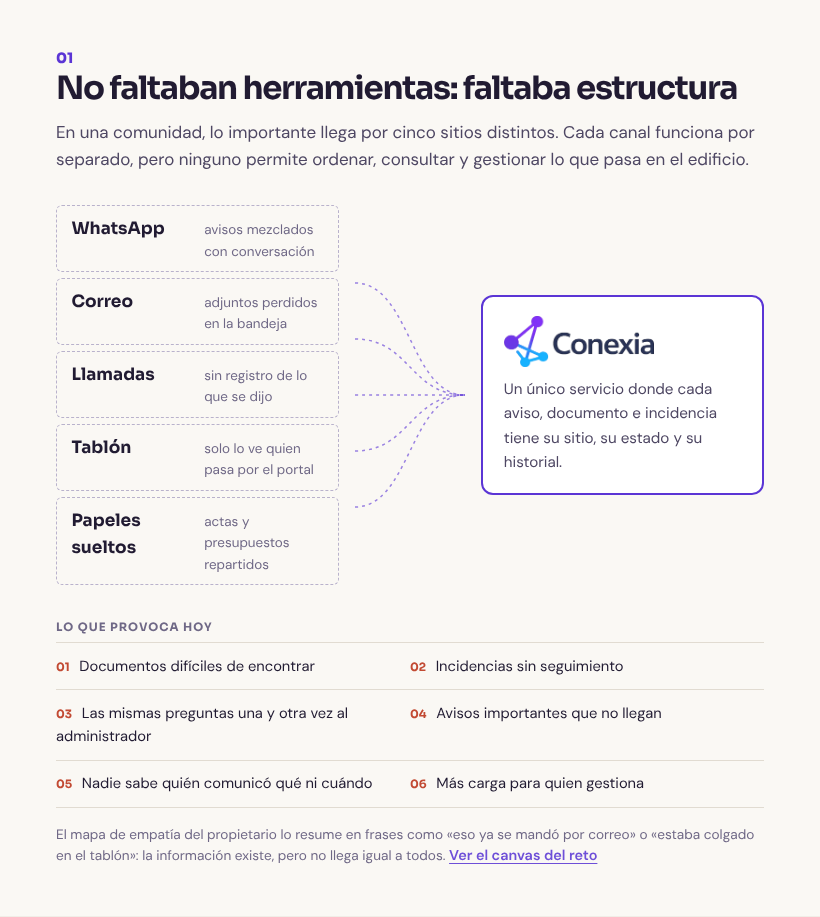 01
No faltaban herramientas: faltaba estructura
En una comunidad, lo importante llega por cinco sitios distintos. Cada canal funciona por
separado, pero ninguno permite ordenar, consultar y gestionar lo que pasa en el edificio.
WhatsApp
avisos mezclados
con conversación
Correo
adjuntos perdidos
en la bandeja
Llamadas
sin registro de lo
que se dijo
Tablón
solo lo ve quien
pasa por el portal
Papeles
sueltos
actas y
presupuestos
repartidos
Conexia
Un único servicio donde cada
aviso, documento e incidencia
tiene su sitio, su estado y su
historial.
LO QUE PROVOCA HOY
01 Documentos difíciles de encontrar
02 Incidencias sin seguimiento
03 Las mismas preguntas una y otra vez al
administrador
04 Avisos importantes que no llegan
05 Nadie sabe quién comunicó qué ni cuándo
06 Más carga para quien gestiona
El mapa de empatía del propietario lo resume en frases como «eso ya se mandó por correo» o «estaba colgado
en el tablón»: la información existe, pero no llega igual a todos. Ver el canvas del reto